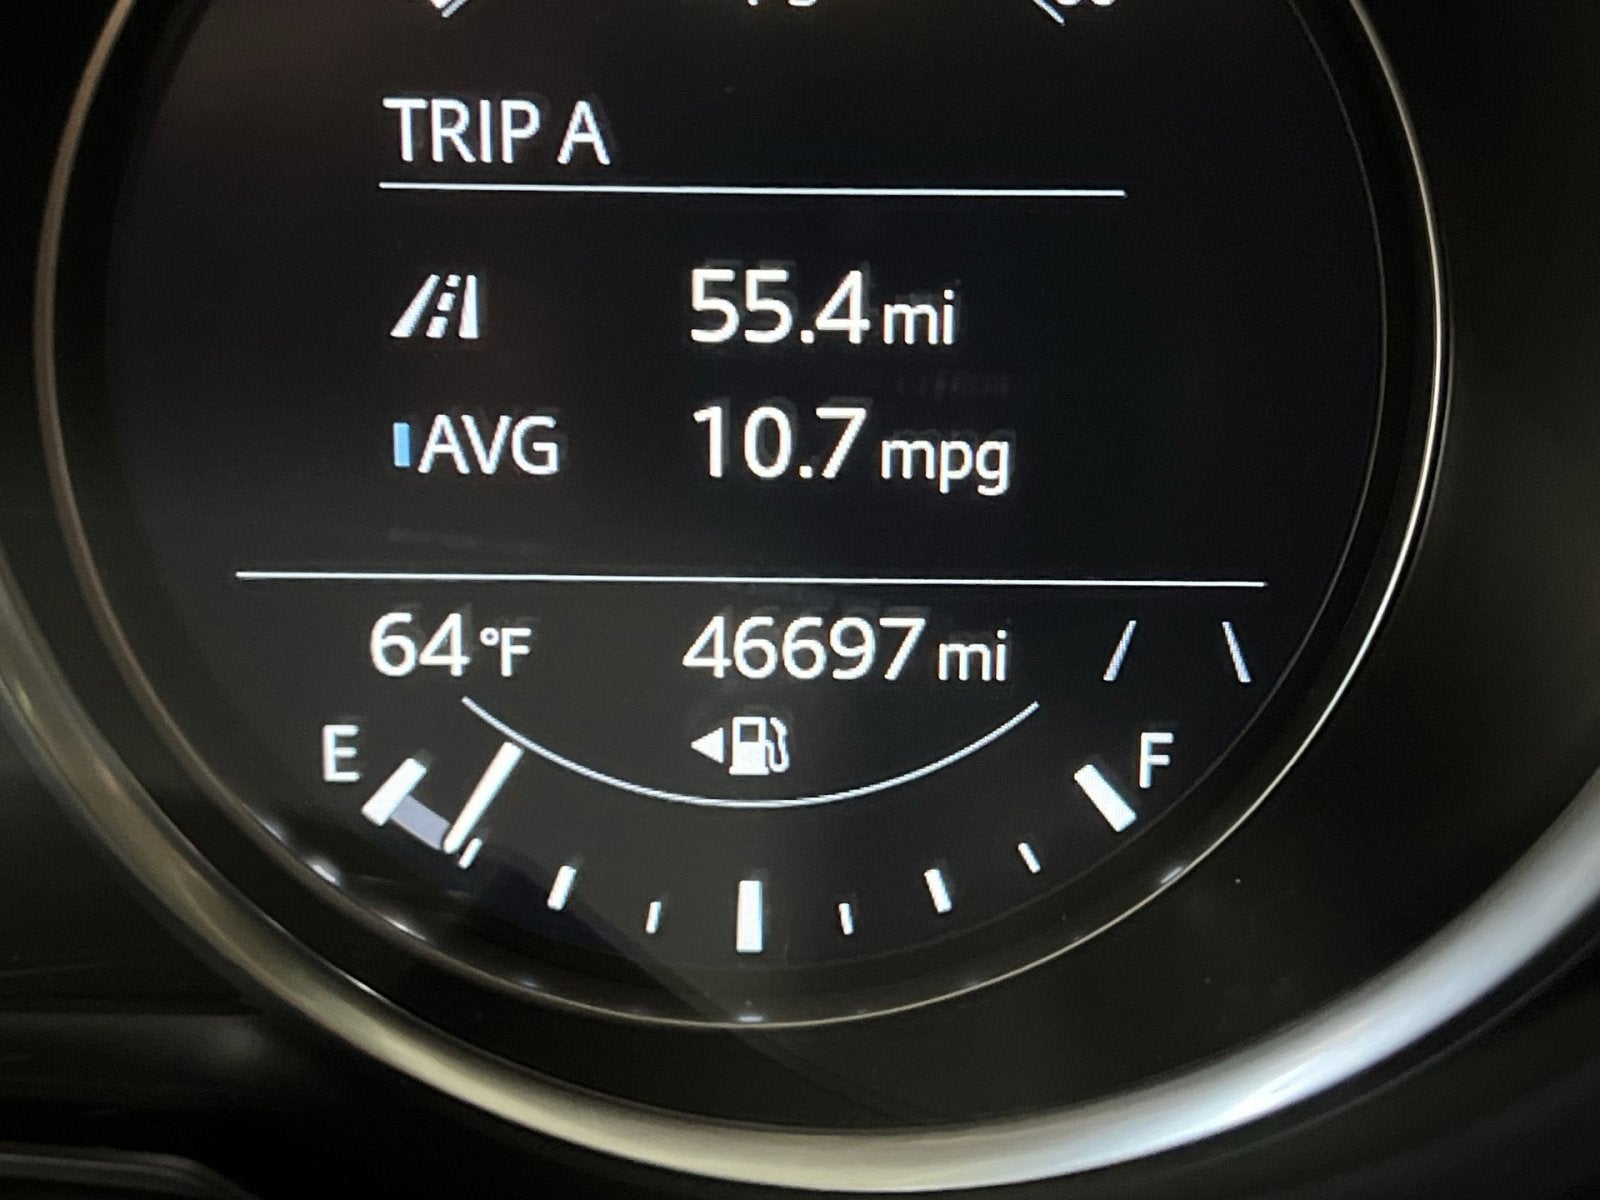 TRIP A
55.4 mi
AVG 10.7 mpg
64°F 46697 mi
E F